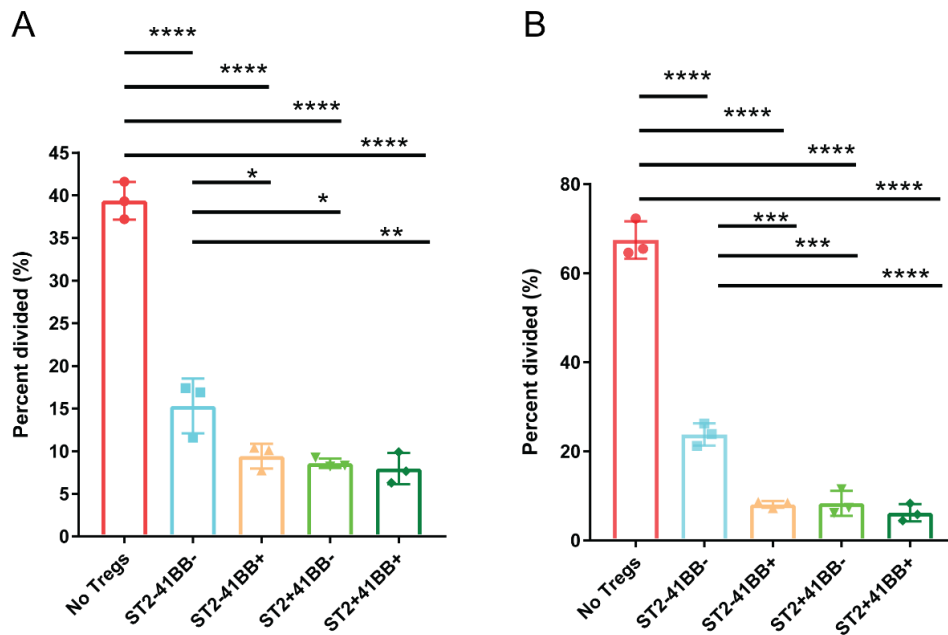 A
****
****
****
****
*
*
**
Percent divided (%)
45
40
35
30
25
20
15
10
5
0
No Tregs
ST2-41BB-
ST2-41BB+
ST2+41BB-
ST2+41BB+
B
****
****
****
****
***
***
****
Percent divided (%)
80
60
40
20
0
No Tregs
ST2-41BB-
ST2-41BB+
ST2+41BB-
ST2+41BB+